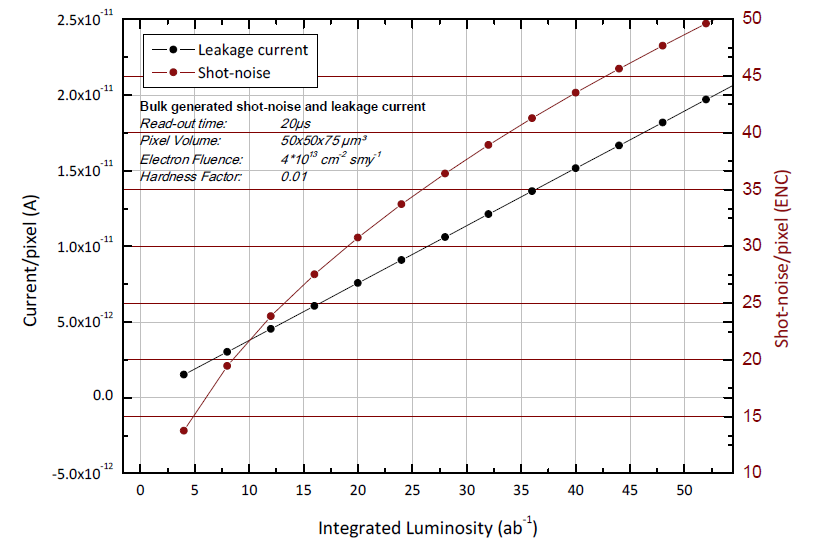 Leakage current
Shot-noise
Bulk generated shot-noise and leakage current
Read-out time: 20µs
Pixel Volume: 50x50x75 µm³
Electron Fluence: 4*10¹³ cm⁻² smy⁻¹
Hardness Factor: 0.01
2.5x10⁻¹¹
2.0x10⁻¹¹
1.5x10⁻¹¹
1.0x10⁻¹¹
5.0x10⁻¹²
0.0
-5.0x10⁻¹²
Current/pixel (A)
50
45
40
35
30
25
20
15
10
Shot-noise/pixel (ENC)
0 5 10 15 20 25 30 35 40 45 50
Integrated Luminosity (ab⁻¹)